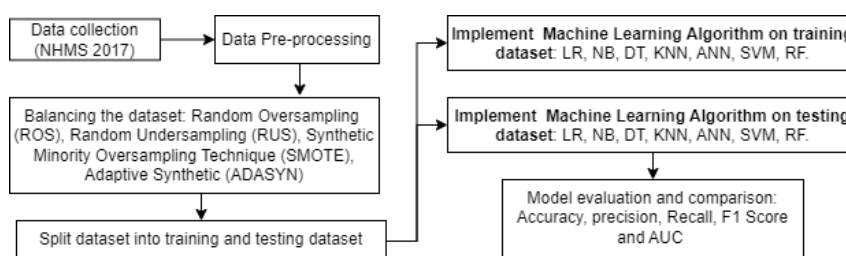 Data collection
(NHMS 2017)
Data Pre-processing
Balancing the dataset: Random Oversampling
(ROS), Random Undersampling (RUS), Synthetic
Minority Oversampling Technique (SMOTE),
Adaptive Synthetic (ADASYN)
Split dataset into training and testing dataset
Implement Machine Learning Algorithm on training
dataset: LR, NB, DT, KNN, ANN, SVM, RF.
Implement Machine Learning Algorithm on testing
dataset: LR, NB, DT, KNN, ANN, SVM, RF.
Model evaluation and comparison:
Accuracy, precision, Recall, F1 Score
and AUC